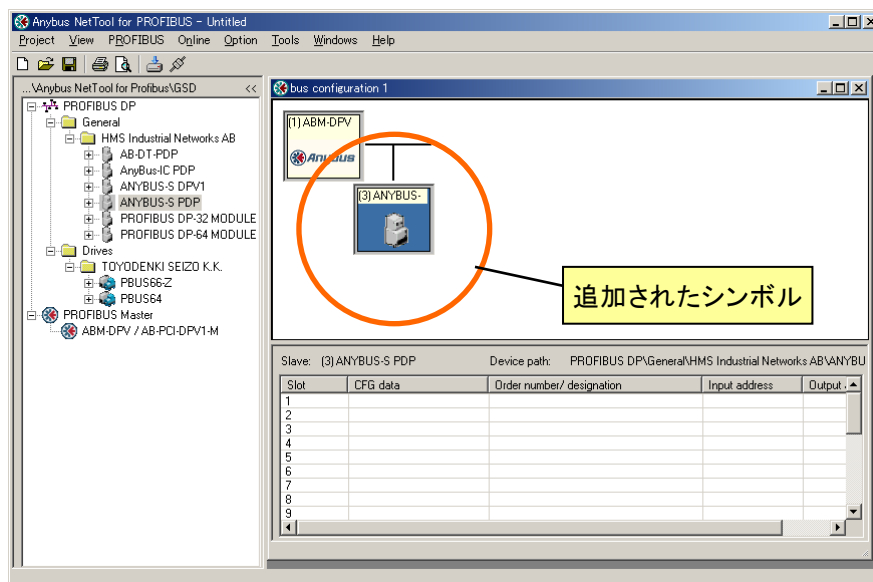 Anybus NetTool for PROFIBUS - Untitled
Project View PROFIBUS Online Option Tools Windows Help
...\Anybus NetTool for Profibus\GSD <<
PROFIBUS DP
General
HMS Industrial Networks AB
AB-DT-PDP
AnyBus-IC PDP
ANYBUS-S DPV1
ANYBUS-S PDP
PROFIBUS DP-32 MODULE
PROFIBUS DP-64 MODULE
Drives
TOYODENKI SEIZO K.K.
PBUS66-Z
PBUS64
PROFIBUS Master
ABM-DPV / AB-PCI-DPV1-M
bus configuration 1
(1) ABM-DPV
Anybus
(3) ANYBUS-
追加されたシンボル
Slave: (3) ANYBUS-S PDP Device path: PROFIBUS DP\General\HMS Industrial Networks AB\ANYBU
Slot CFG data Order number/ designation Input address Output
1
2
3
4
5
6
7
8
9